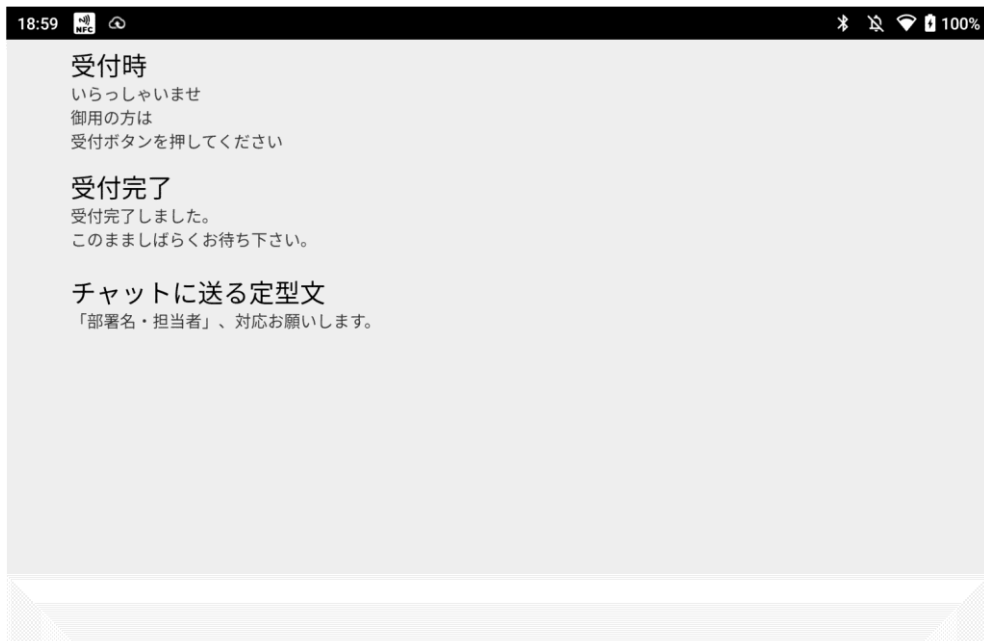 18:59 NFC 100%
受付時
いらっしゃいませ
御用の方は
受付ボタンを押してください
受付完了
受付完了しました。
このまましばらくお待ち下さい。
チャットに送る定型文
「部署名・担当者」、対応お願いします。